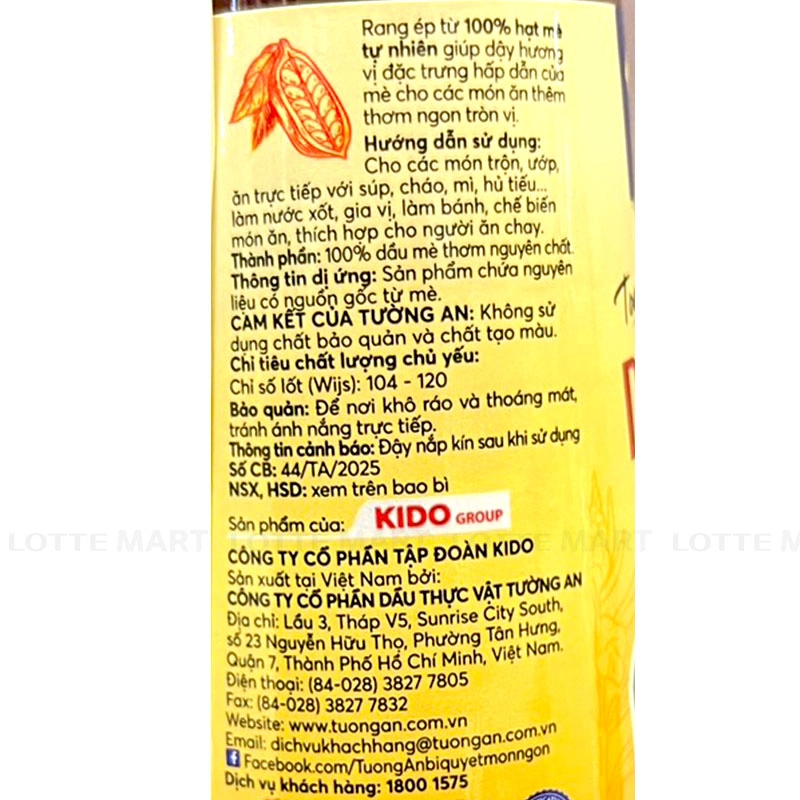 Rang ép từ 100% hạt mè
tự nhiên giúp dậy hương
vị đặc trưng hấp dẫn của
mè cho các món ăn thêm
thơm ngon tròn vị.
Hướng dẫn sử dụng:
Cho các món trộn, ướp,
ăn trực tiếp với súp, cháo, mì, hủ tiếu...
làm nước xốt, gia vị, làm bánh, chế biến
món ăn, thích hợp cho người ăn chay.
Thành phần: 100% dầu mè thơm nguyên chất.
Thông tin dị ứng: Sản phẩm chứa nguyên
liệu có nguồn gốc từ mè.
CAM KẾT CỦA TƯỜNG AN: Không sử
dụng chất bảo quản và chất tạo màu.
Chỉ tiêu chất lượng chủ yếu:
Chỉ số Iốt (Wijs): 104 - 120
Bảo quản: Để nơi khô ráo và thoáng mát,
tránh ánh nắng trực tiếp.
Thông tin cảnh báo: Đậy nắp kín sau khi sử dụng
Số CB: 44/TA/2025
NSX, HSD: xem trên bao bì
Sản phẩm của: KIDO GROUP
LOTTE MART LOTTE MART LOTTE MART
CÔNG TY CỔ PHẦN TẬP ĐOÀN KIDO
Sản xuất tại Việt Nam bởi:
CÔNG TY CỔ PHẦN DẦU THỰC VẬT TƯỜNG AN
Địa chỉ: Lầu 3, Tháp V5, Sunrise City South,
số 23 Nguyễn Hữu Thọ, Phường Tân Hưng,
Quận 7, Thành Phố Hồ Chí Minh, Việt Nam.
Điện thoại: (84-028) 3827 7805
Fax: (84-028) 3827 7832
Website: www.tuongan.com.vn
Email: dichvukhachhang@tuongan.com.vn
Facebook.com/TuongAnbiquyetmonngon
Dịch vụ khách hàng: 1800 1575